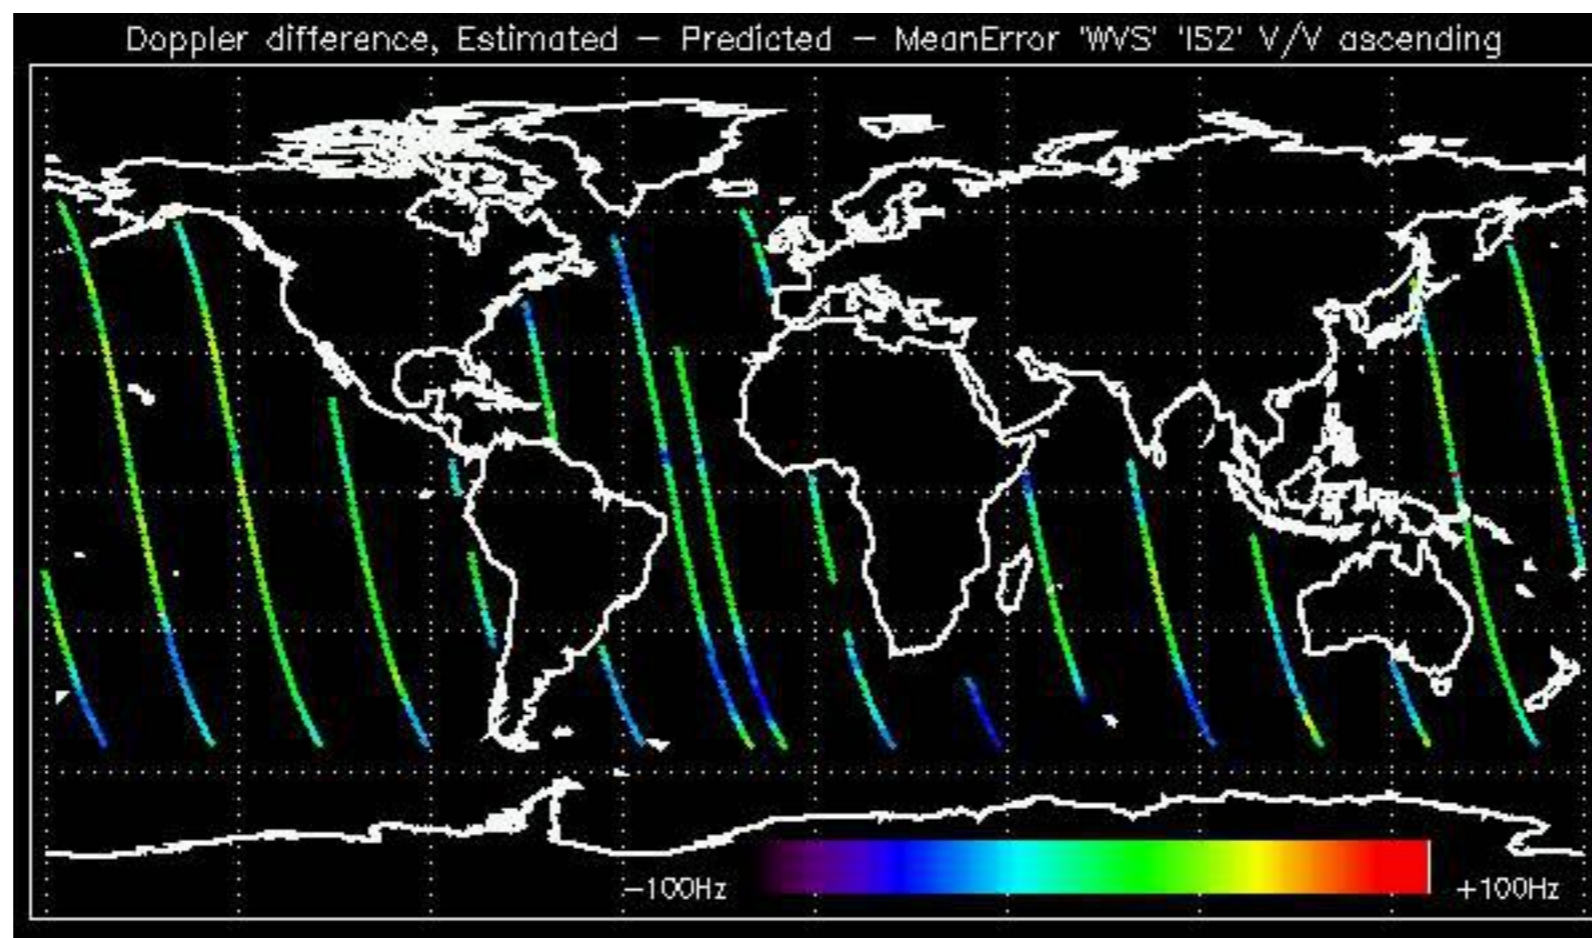 Doppler difference, Estimated – Predicted – MeanError 'WVS' 'IS2' V/V ascending
–100Hz
+100Hz